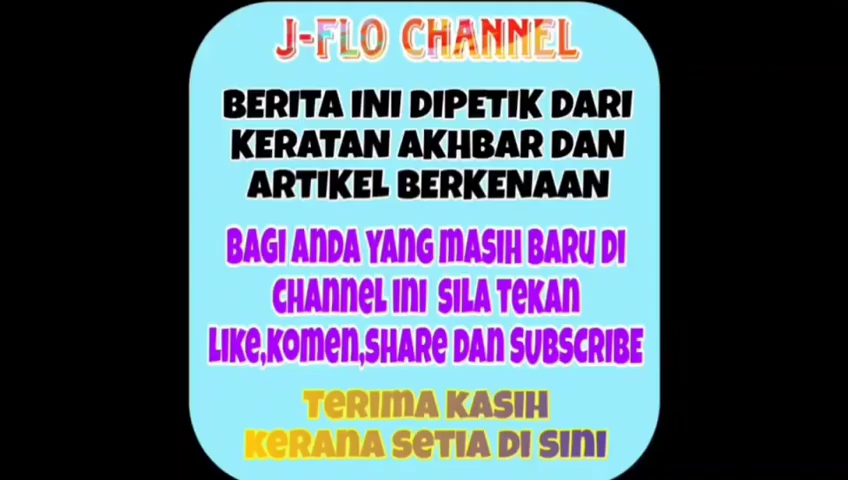 J-FLO CHANNEL
BERITA INI DIPETIK DARI
KERATAN AKHBAR DAN
ARTIKEL BERKENAAN
BAGI ANDA YANG MASIH BARU DI
CHANNEL INI SILA TEKAN
LIKE,KOMEN,SHARE DAN SUBSCRIBE
TERIMA KASIH
KERANA SETIA DI SINI